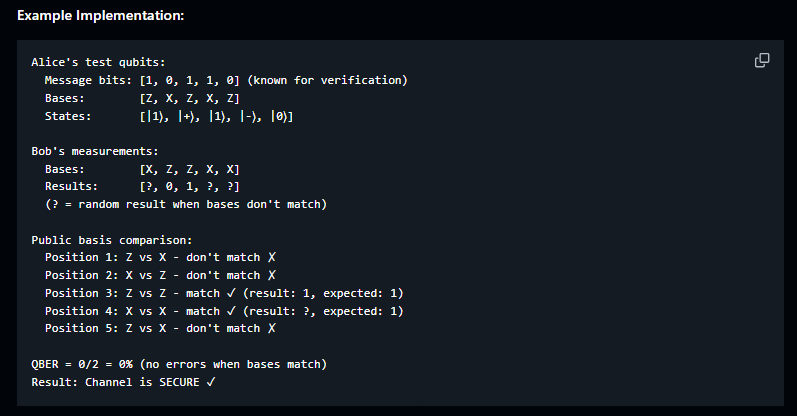 Example Implementation:
Alice's test qubits:
  Message bits: [1, 0, 1, 1, 0] (known for verification)
  Bases:        [Z, X, Z, X, Z]
  States:       [|1⟩, |+⟩, |1⟩, |-⟩, |0⟩]
Bob's measurements:
  Bases:        [X, Z, Z, X, X]
  Results:      [?, 0, 1, ?, ?]
  (? = random result when bases don't match)
Public basis comparison:
  Position 1: Z vs X - don't match ✗
  Position 2: X vs Z - don't match ✗
  Position 3: Z vs Z - match ✓ (result: 1, expected: 1)
  Position 4: X vs X - match ✓ (result: ?, expected: 1)
  Position 5: Z vs X - don't match ✗
QBER = 0/2 = 0% (no errors when bases match)
Result: Channel is SECURE ✓